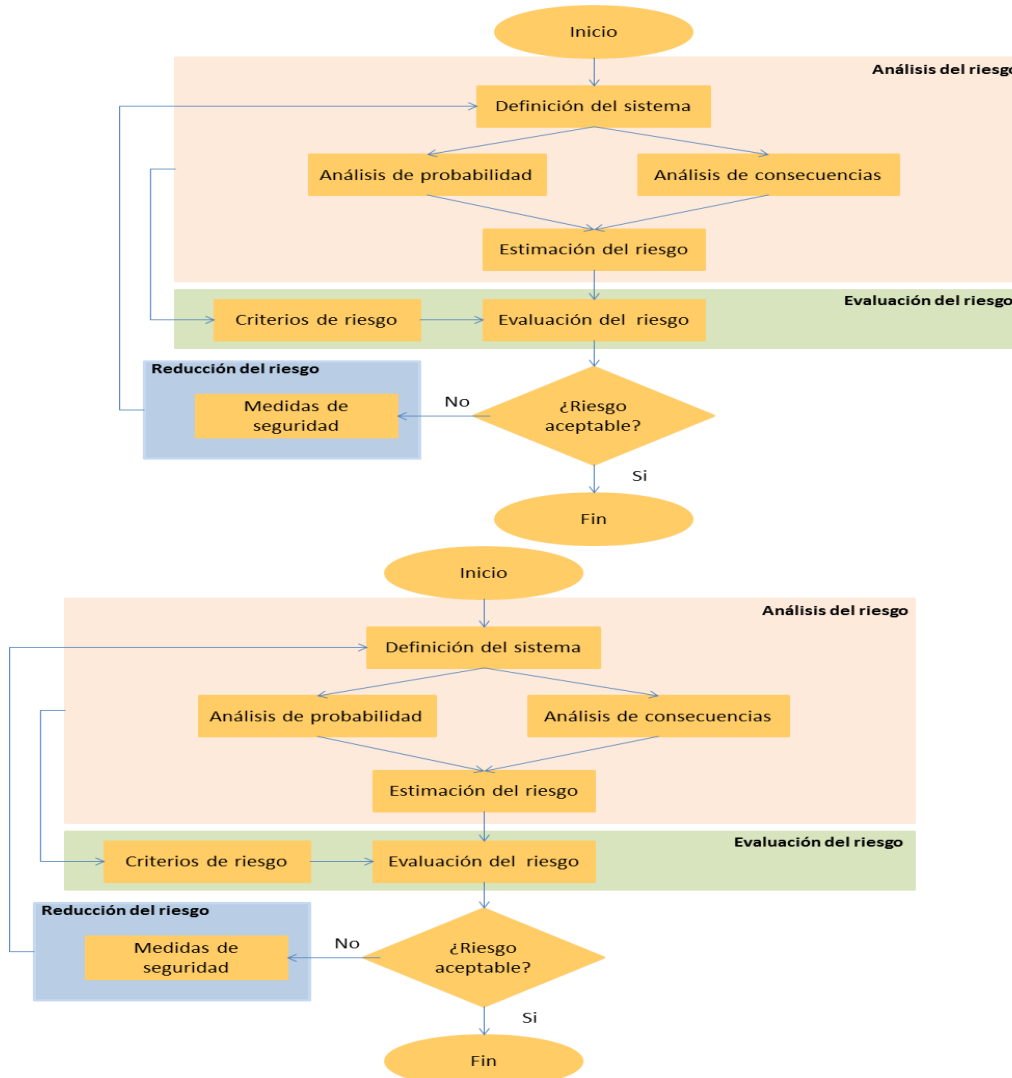 Inicio
Análisis del riesgo
Definición del sistema
Análisis de probabilidad
Análisis de consecuencias
Estimación del riesgo
Evaluación del riesgo
Criterios de riesgo
Evaluación del riesgo
Reducción del riesgo
Medidas de
seguridad
No
¿Riesgo
aceptable?
Si
Fin
Inicio
Análisis del riesgo
Definición del sistema
Análisis de probabilidad
Análisis de consecuencias
Estimación del riesgo
Evaluación del riesgo
Criterios de riesgo
Evaluación del riesgo
Reducción del riesgo
Medidas de
seguridad
No
¿Riesgo
aceptable?
Si
Fin